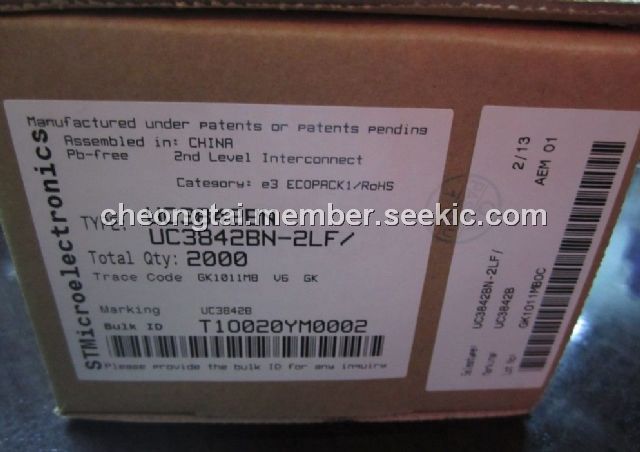 STMicroelectronics
Manufactured under patents or patents pending
Assembled in: CHINA
Pb-free 2nd Level Interconnect
Category: e3 ECOPACK1/RoHS
TYPE: UC3842BN
cheongtai.member.seekic.com
UC3842BN-2LF/
Total Qty: 2000
Trace Code GK1011MB V6 GK
Marking UC3842B
Bulk ID T10020YM0002
Please provide the bulk ID for any inquiry
2/13
AEM 01
UC3842BN-2LF/
UC3842B
GK1011MBOC